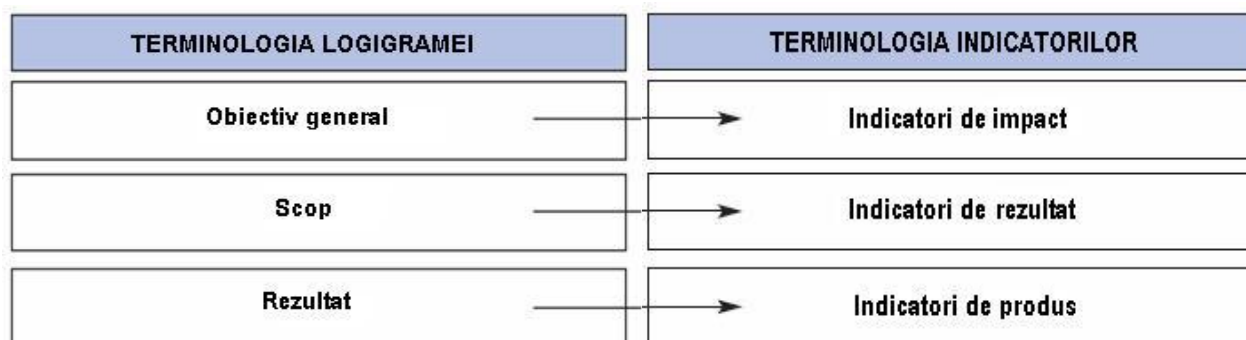 TERMINOLOGIA LOGIGRAMEI
TERMINOLOGIA INDICATORILOR
Obiectiv general
Indicatori de impact
Scop
Indicatori de rezultat
Rezultat
Indicatori de produs